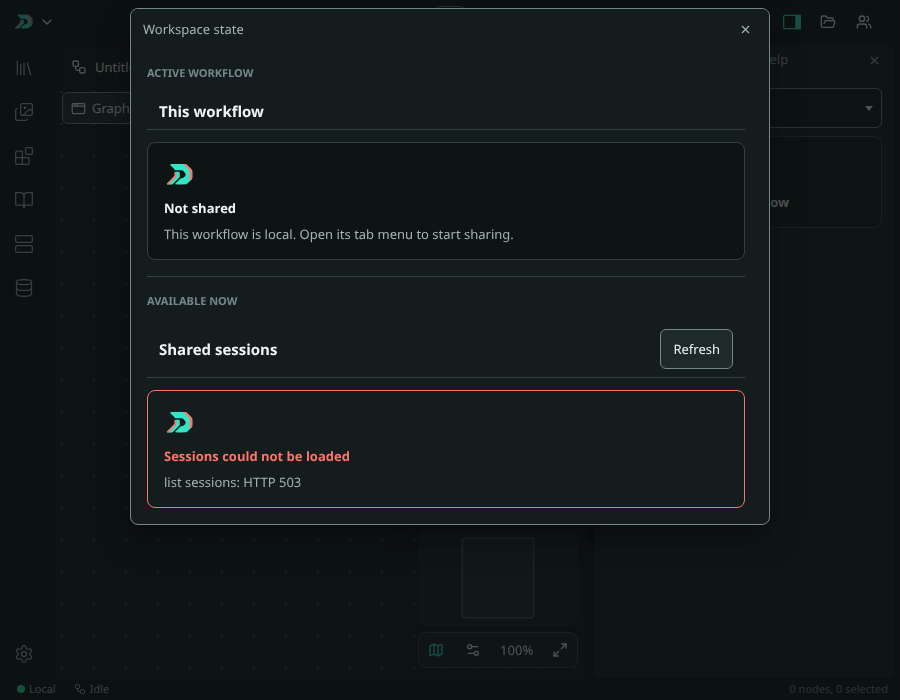 Workspace state
ACTIVE WORKFLOW
This workflow
Not shared
This workflow is local. Open its tab menu to start sharing.
AVAILABLE NOW
Shared sessions
Refresh
Sessions could not be loaded
list sessions: HTTP 503
Untitl
Graph
elp
ow
100%
Local
Idle
0 nodes, 0 selected